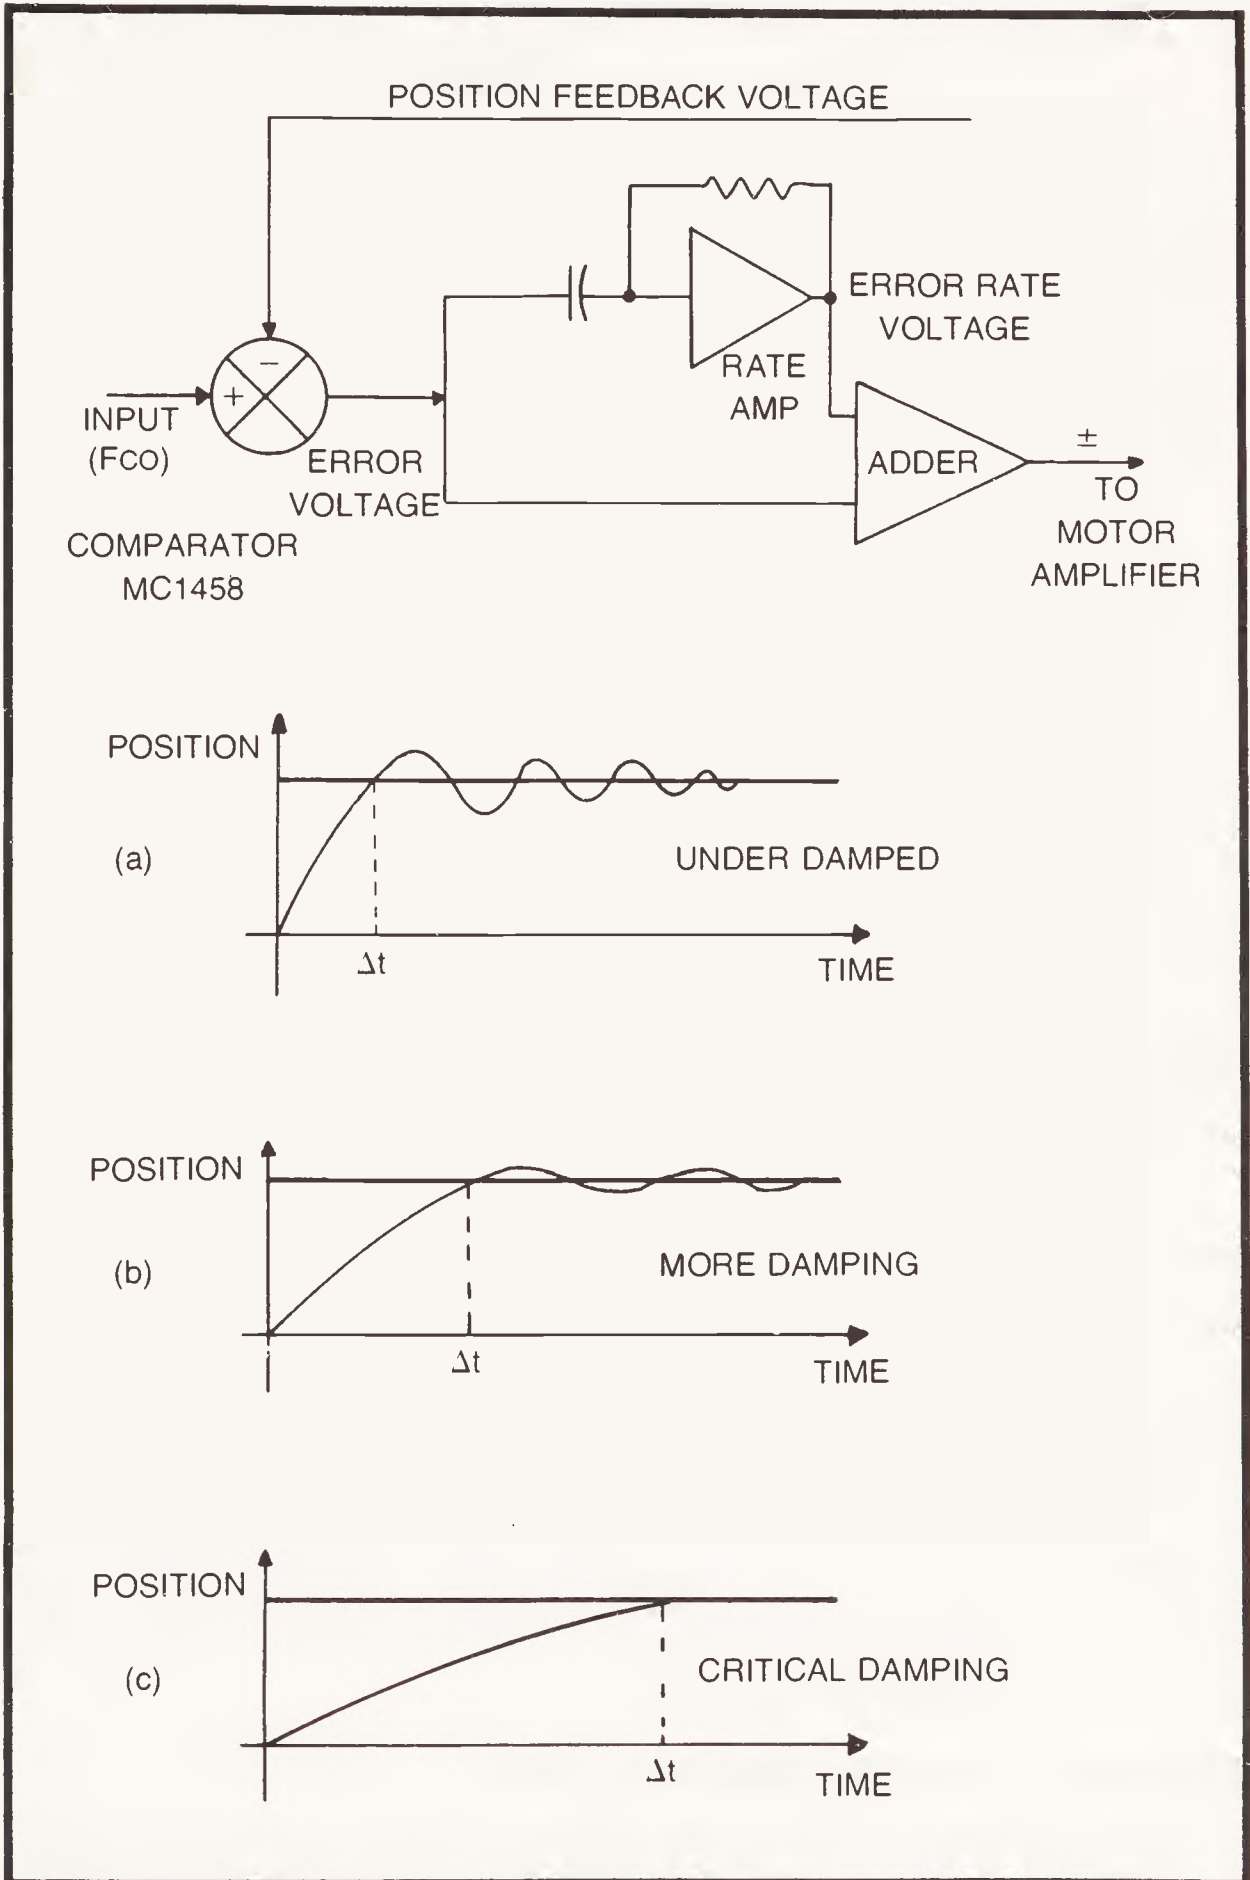 POSITION FEEDBACK VOLTAGE
ERROR RATE
VOLTAGE
RATE
AMP
−
+
INPUT
(FCO)
ERROR
VOLTAGE
ADDER
±
TO
MOTOR
AMPLIFIER
COMPARATOR
MC1458
POSITION
(a)
UNDER DAMPED
Δt
TIME
POSITION
(b)
MORE DAMPING
Δt
TIME
POSITION
(c)
CRITICAL DAMPING
Δt
TIME